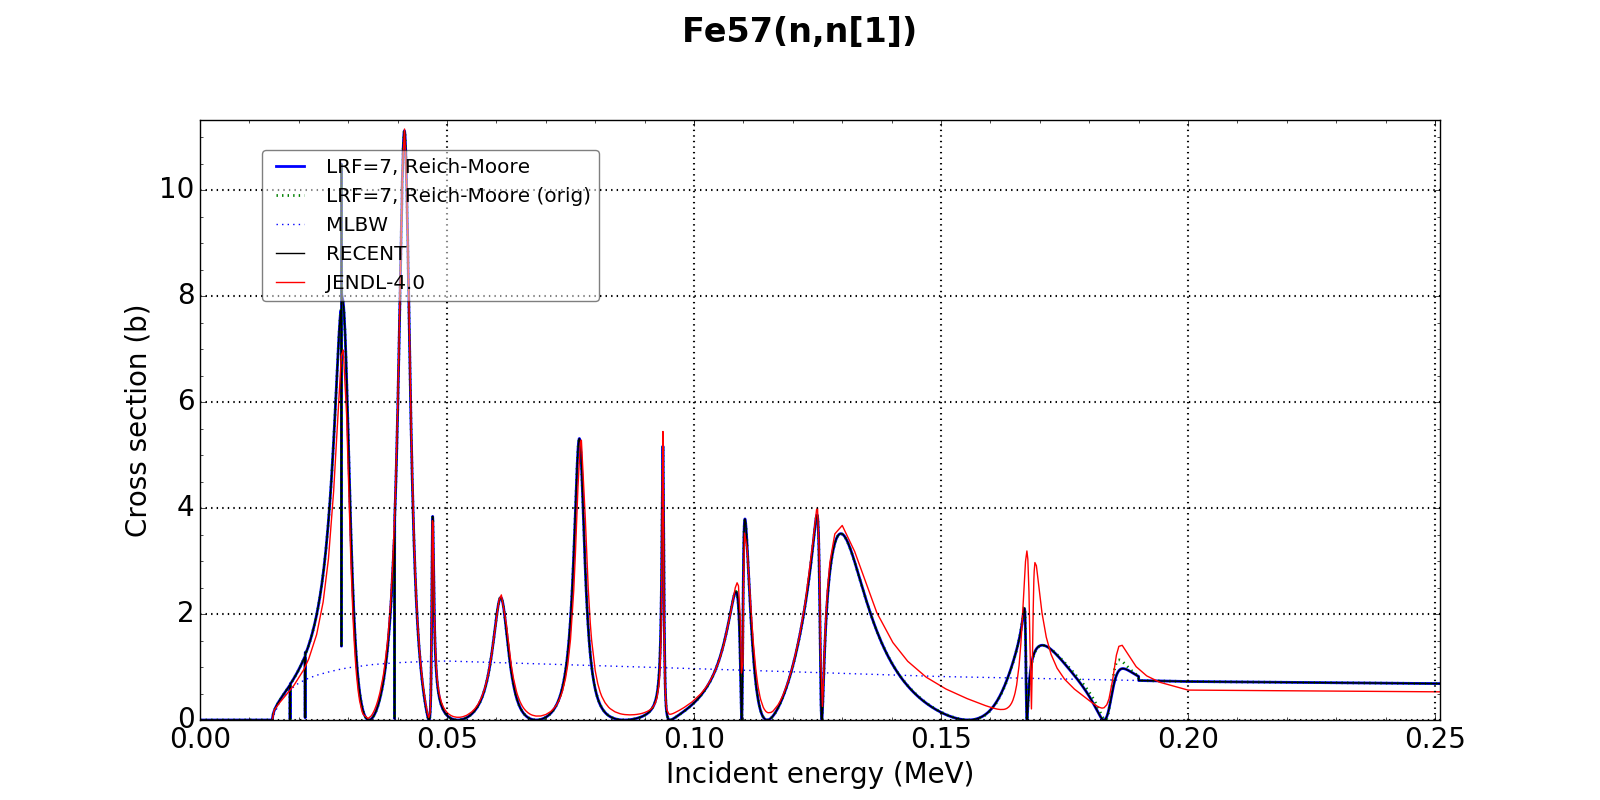 Fe57(n,n[1])
LRF=7, Reich-Moore
LRF=7, Reich-Moore (orig)
MLBW
RECENT
JENDL-4.0
Cross section (b)
10
8
6
4
2
0
0.00 0.05 0.10 0.15 0.20 0.25
Incident energy (MeV)